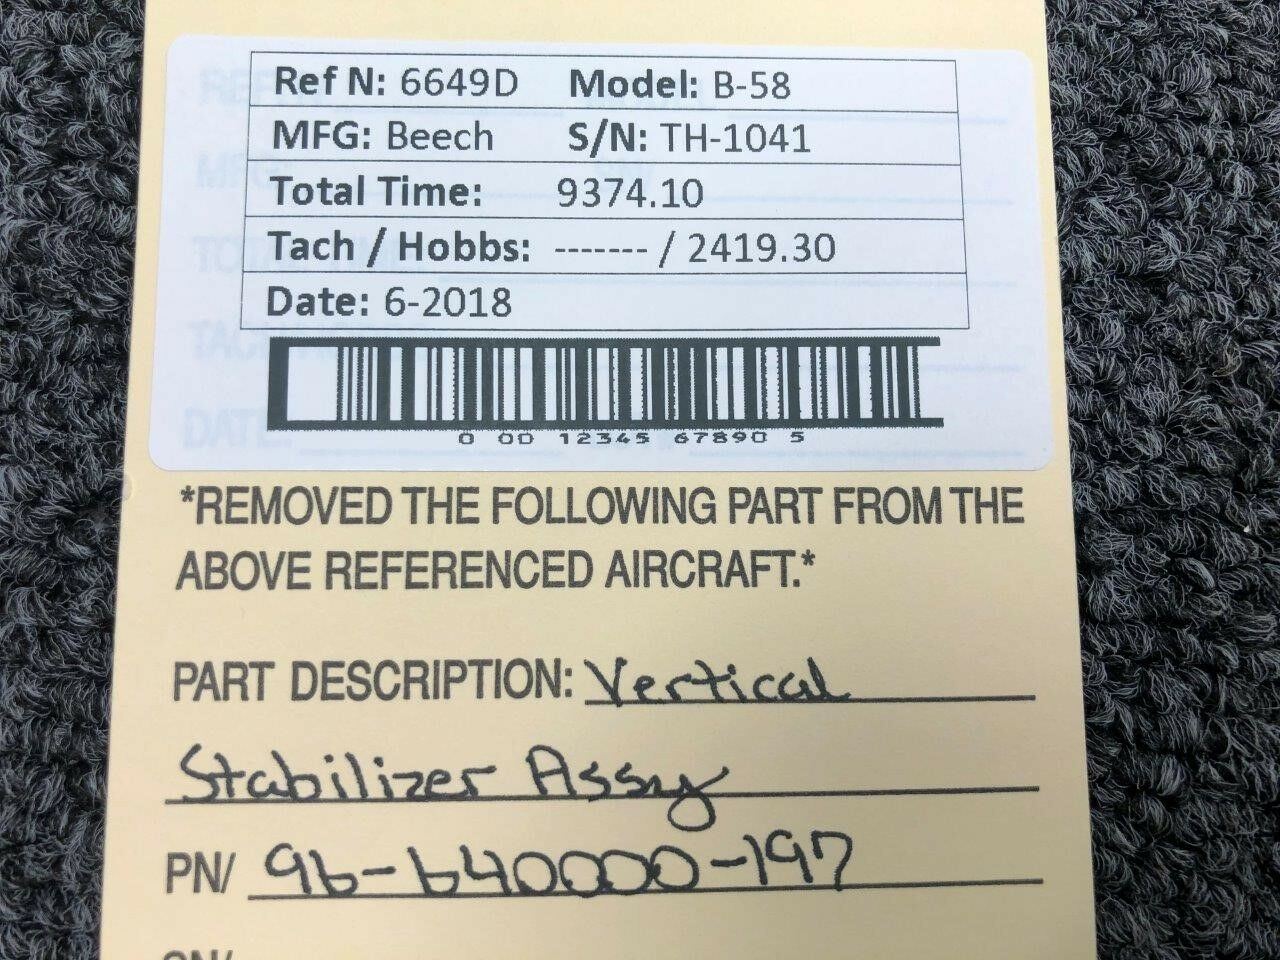 Ref N: 6649D Model: B-58
MFG: Beech S/N: TH-1041
Total Time: 9374.10
Tach / Hobbs: ------- / 2419.30
Date: 6-2018
0 00 12345 67890 5
*REMOVED THE FOLLOWING PART FROM THE
ABOVE REFERENCED AIRCRAFT.*
PART DESCRIPTION: Vertical
Stabilizer Assy
PN/ 96-640000-197
SN/